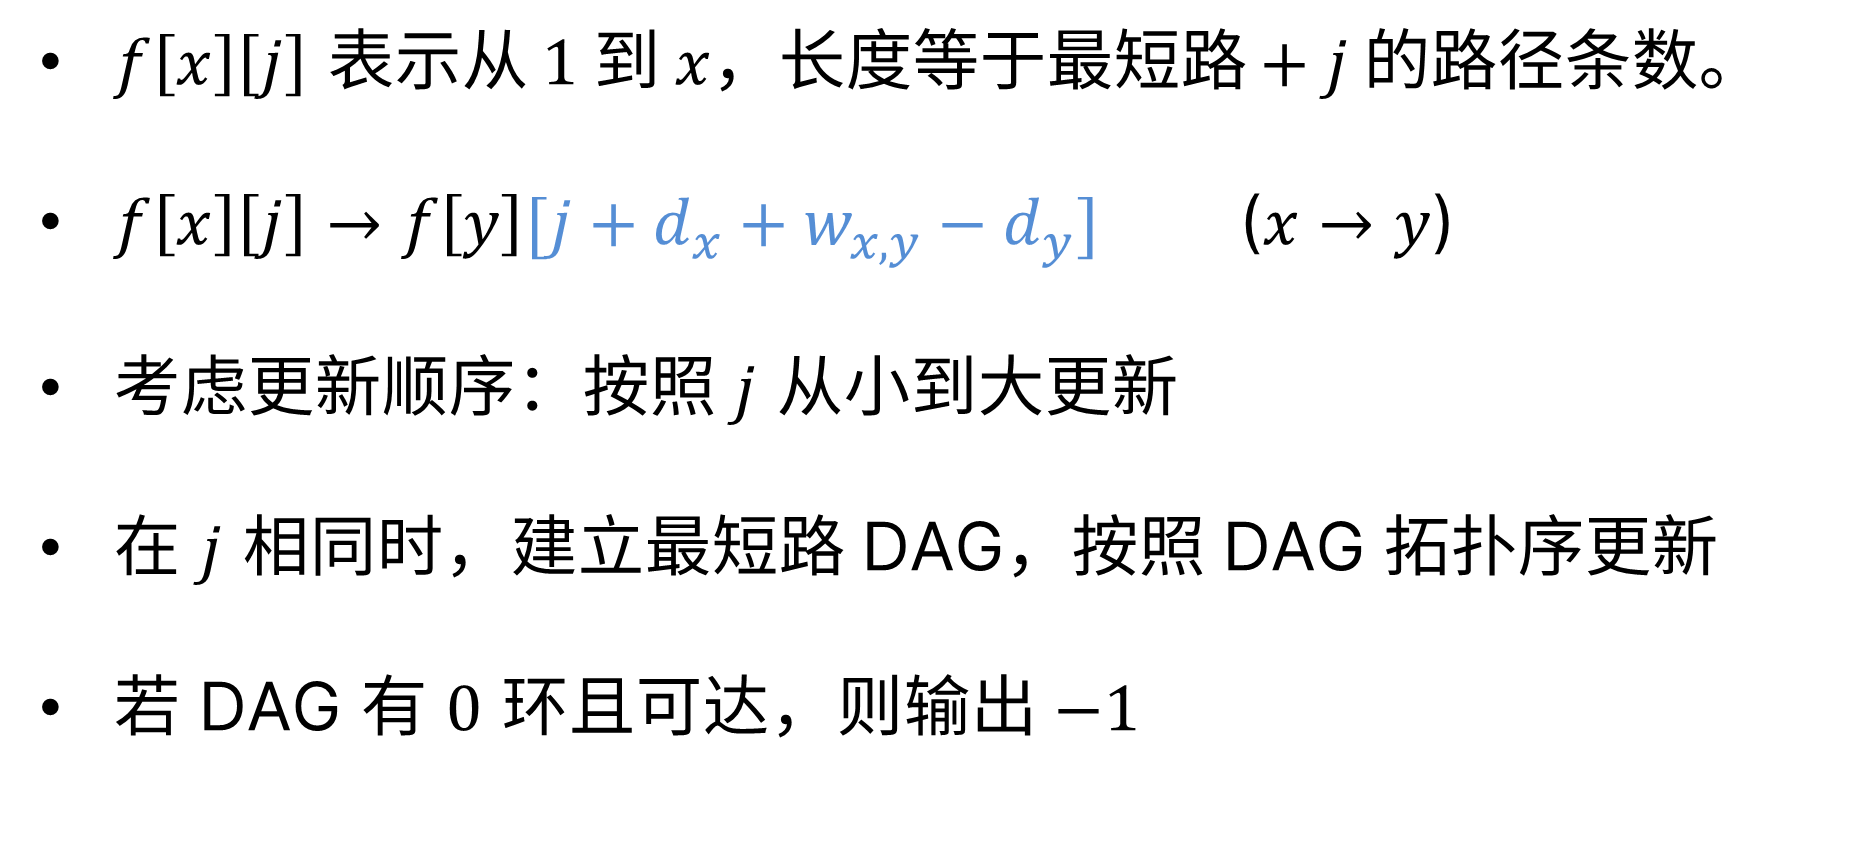 • f[x][j] 表示从 1 到 x，长度等于最短路 + j 的路径条数。
• f[x][j] → f[y][j + d_x + w_{x,y} − d_y] (x → y)
• 考虑更新顺序：按照 j 从小到大更新
• 在 j 相同时，建立最短路 DAG，按照 DAG 拓扑序更新
• 若 DAG 有 0 环且可达，则输出 −1